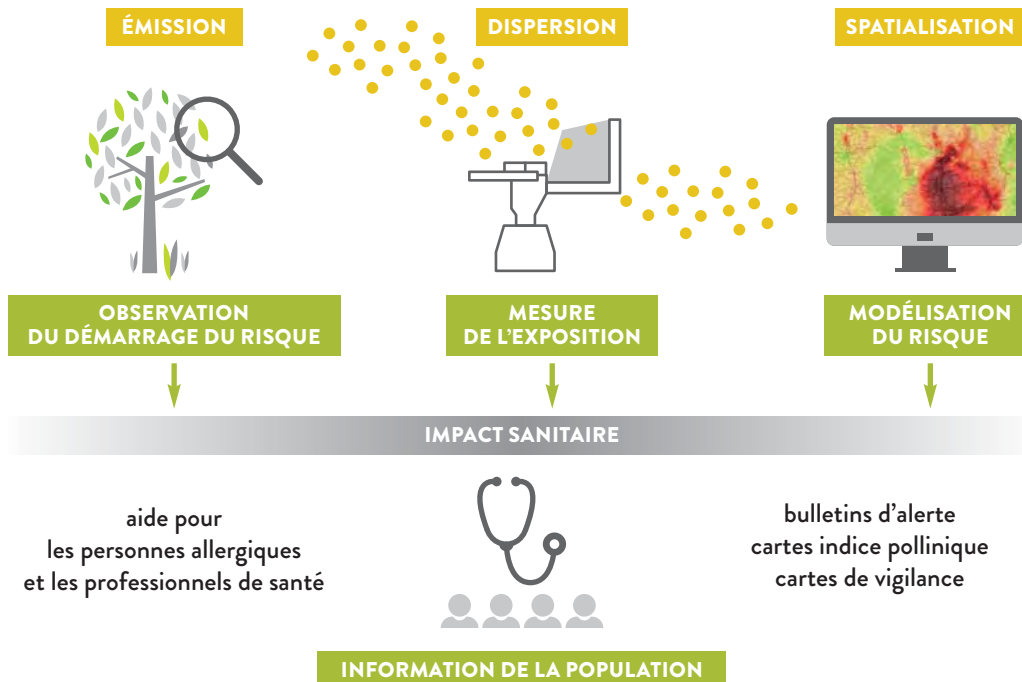 ÉMISSION
DISPERSION
SPATIALISATION
OBSERVATION
DU DÉMARRAGE DU RISQUE
MESURE
DE L'EXPOSITION
MODÉLISATION
DU RISQUE
IMPACT SANITAIRE
aide pour
les personnes allergiques
et les professionnels de santé
bulletins d'alerte
cartes indice pollinique
cartes de vigilance
INFORMATION DE LA POPULATION